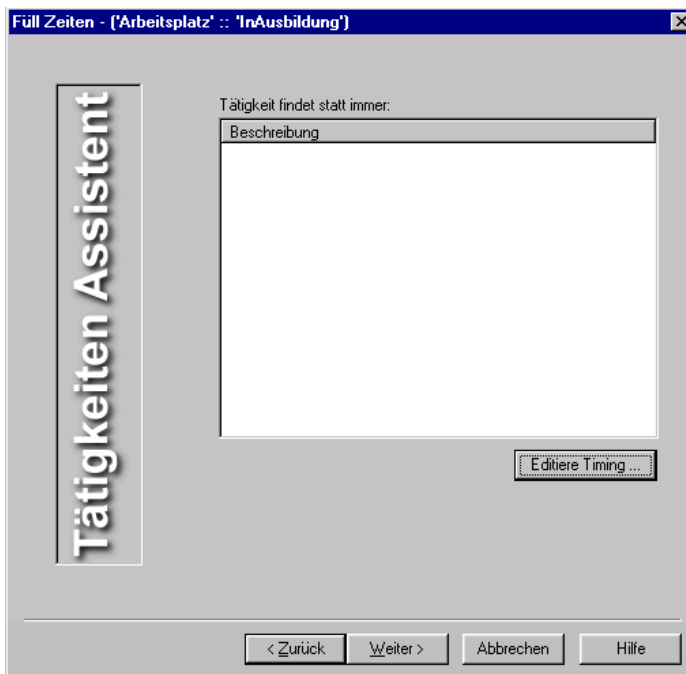 Füll Zeiten - ('Arbeitsplatz' :: 'InAusbildung')
Tätigkeiten Assistent
Tätigkeit findet statt immer:
Beschreibung
Editiere Timing ...
< Zurück
Weiter >
Abbrechen
Hilfe